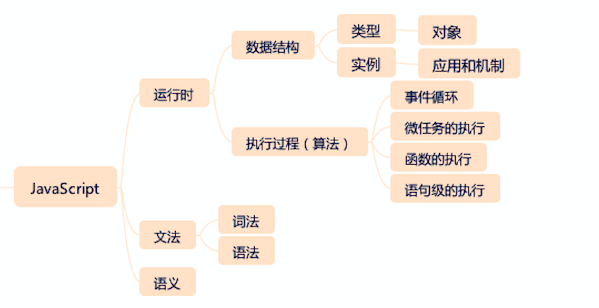 JavaScript
运行时
数据结构
类型
对象
实例
应用和机制
执行过程（算法）
事件循环
微任务的执行
函数的执行
语句级的执行
文法
词法
语法
语义